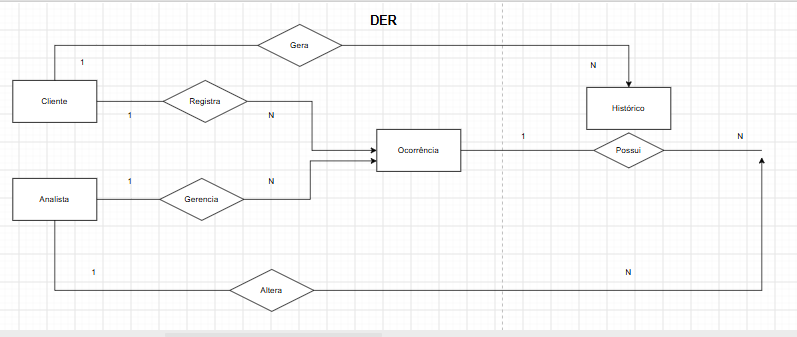 DER
Gera
1
N
Cliente
Registra
Histórico
1
N
Ocorrência
1
Possui
N
Analista
1
Gerencia
N
1
Altera
N